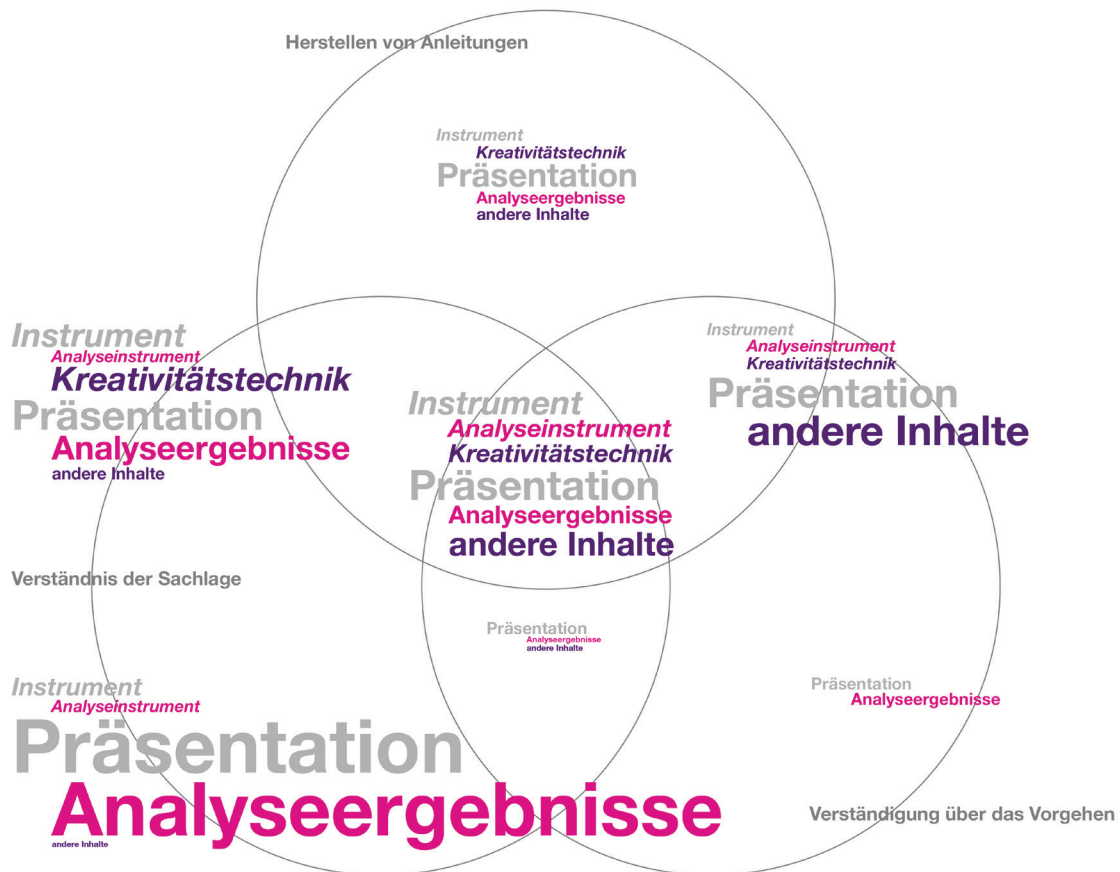 Herstellen von Anleitungen
Instrument
Kreativitätstechnik
Präsentation
Analyseergebnisse
andere Inhalte
Instrument
Analyseinstrument
Kreativitätstechnik
Präsentation
Analyseergebnisse
andere Inhalte
Instrument
Analyseinstrument
Kreativitätstechnik
Präsentation
andere Inhalte
Instrument
Analyseinstrument
Kreativitätstechnik
Präsentation
Analyseergebnisse
andere Inhalte
Verständnis der Sachlage
Präsentation
Analyseergebnisse
andere Inhalte
Instrument
Analyseinstrument
Präsentation
Analyseergebnisse
andere Inhalte
Präsentation
Analyseergebnisse
Verständigung über das Vorgehen